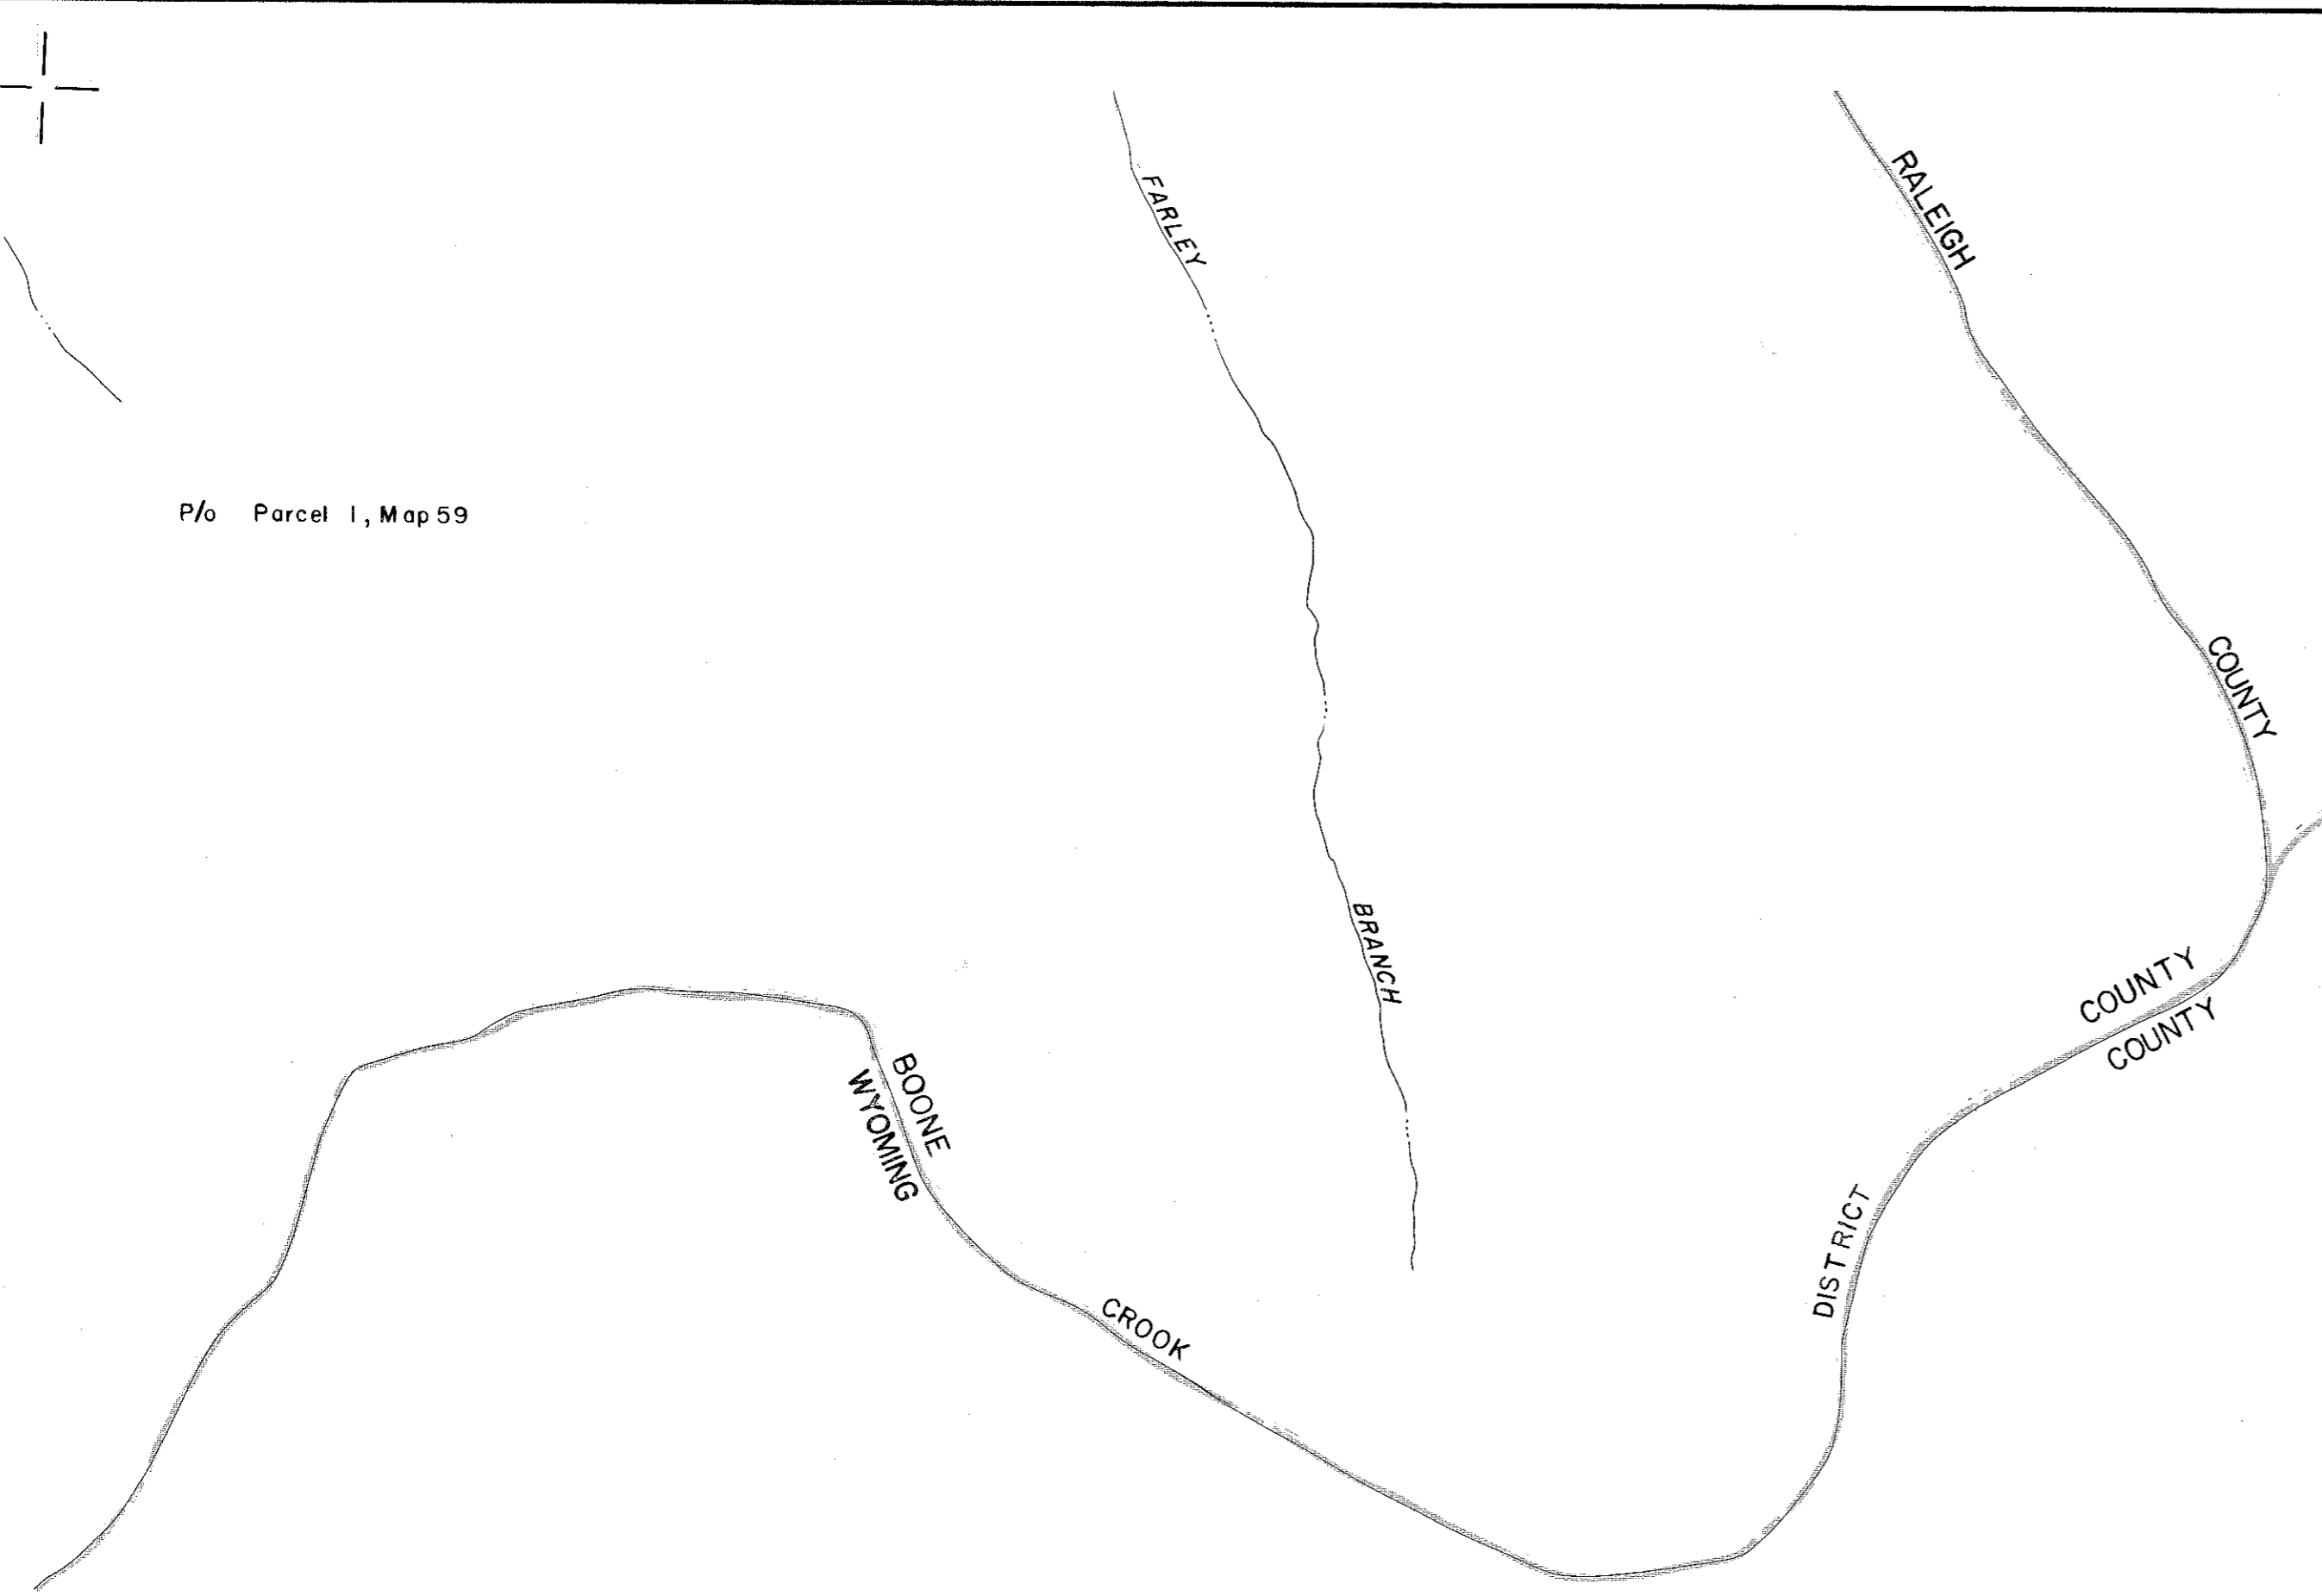 FARLEY
RALEIGH
P/o Parcel 1, Map 59
COUNTY
BRANCH
COUNTY
COUNTY
BOONE
WYOMING
DISTRICT
CROOK